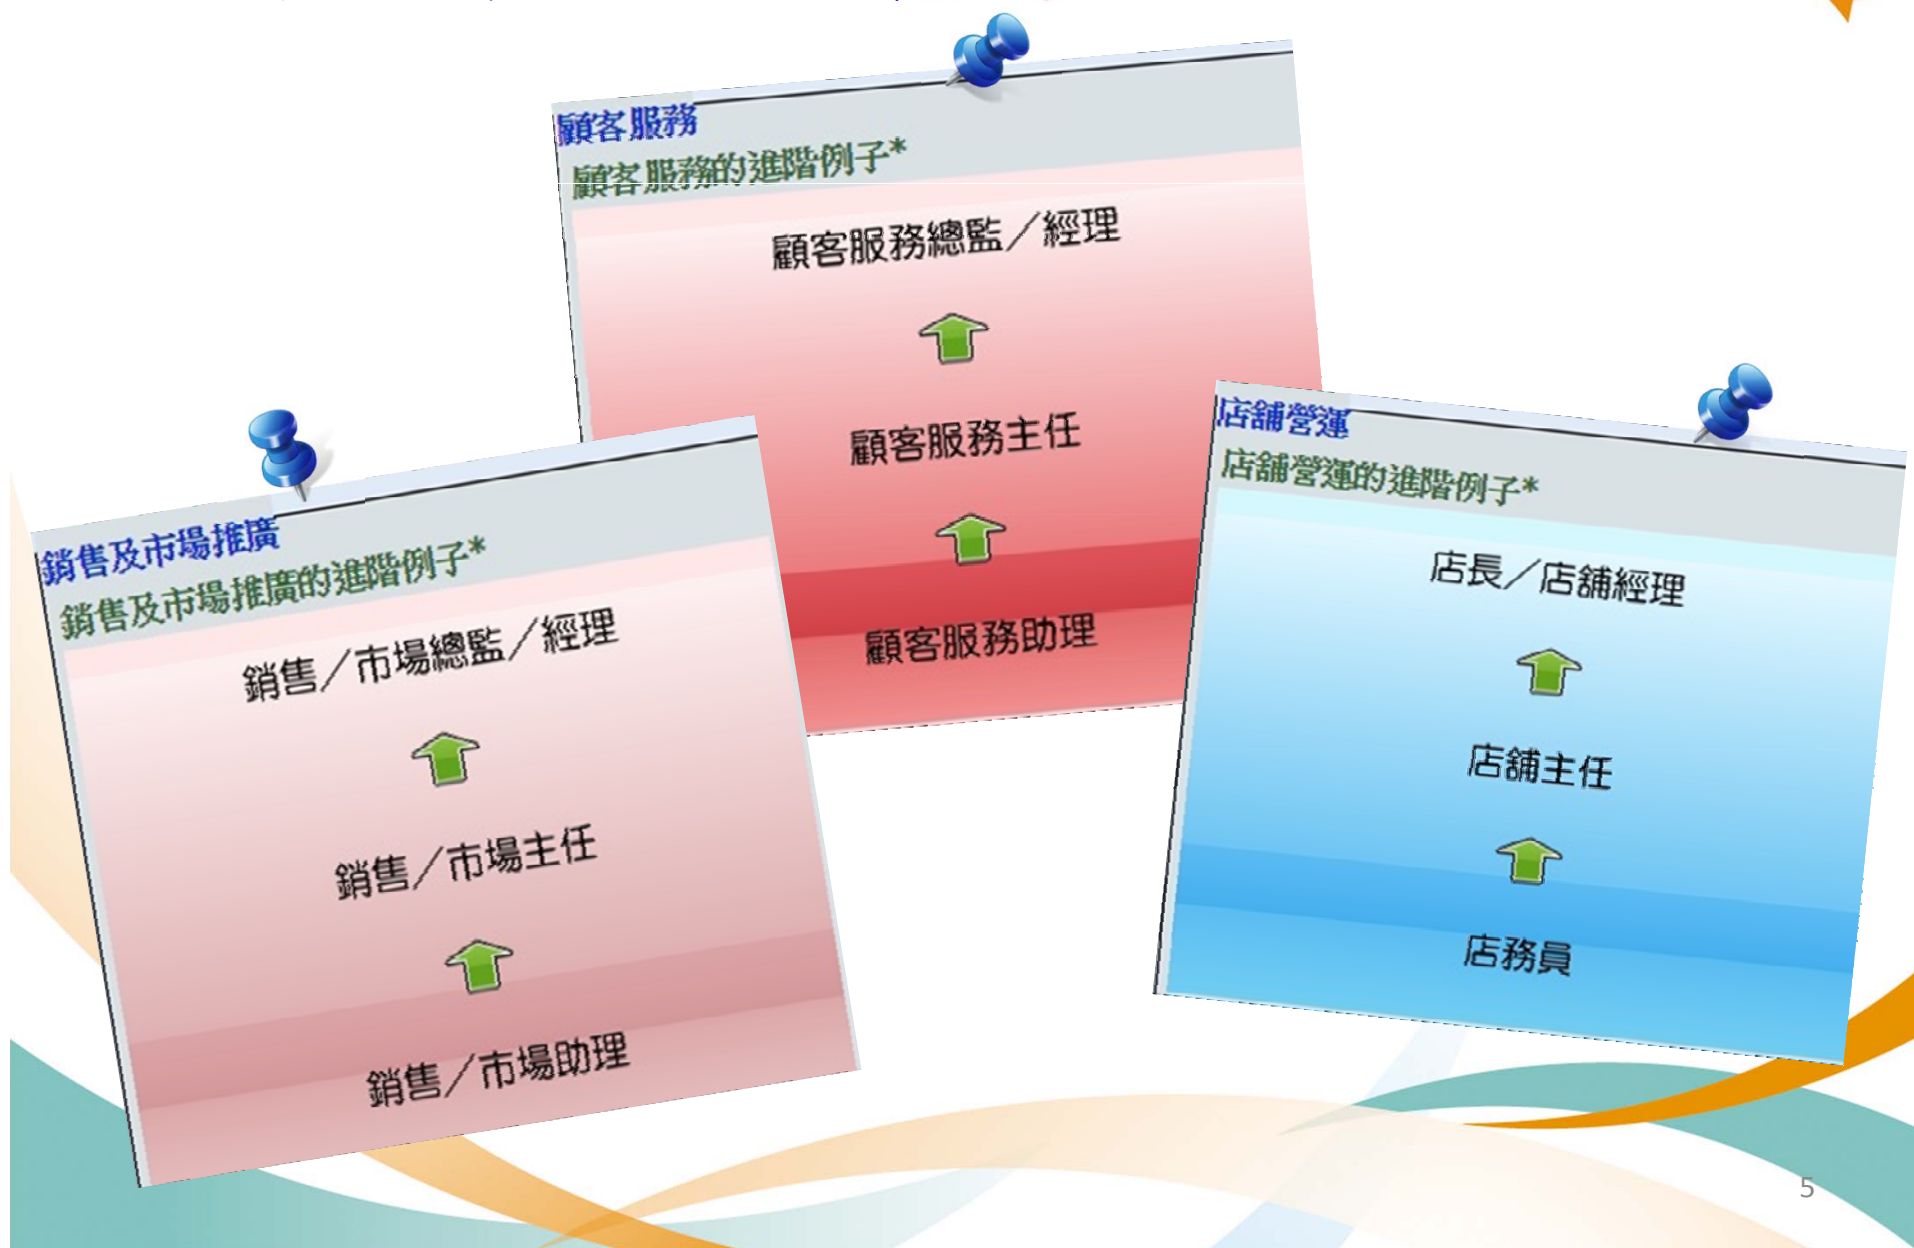 顧客服務
顧客服務的進階例子*
顧客服務總監／經理
顧客服務主任
顧客服務助理
銷售及市場推廣
銷售及市場推廣的進階例子*
銷售／市場總監／經理
銷售／市場主任
銷售／市場助理
店舖營運
店舖營運的進階例子*
店長／店舖經理
店舖主任
店務員
5